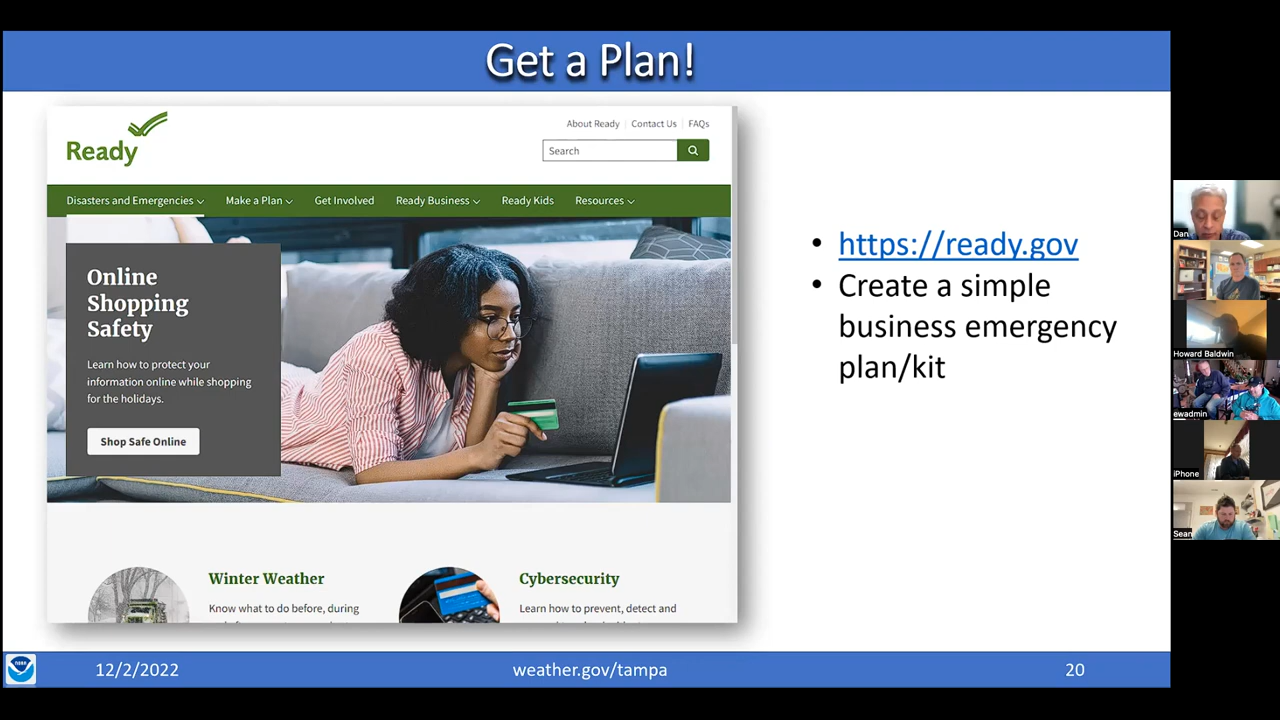 Get a Plan!
Ready
About Ready
Contact Us
FAQs
Search
Disasters and Emergencies
Make a Plan
Get Involved
Ready Business
Ready Kids
Resources
Online
Shopping
Safety
Learn how to protect your
information online while shopping
for the holidays.
Shop Safe Online
Winter Weather
Know what to do before, during
Cybersecurity
Learn how to prevent, detect and
• https://ready.gov
• Create a simple
business emergency
plan/kit
12/2/2022
weather.gov/tampa
20
Dan
Howard Baldwin
ewadmin
iPhone
Sean